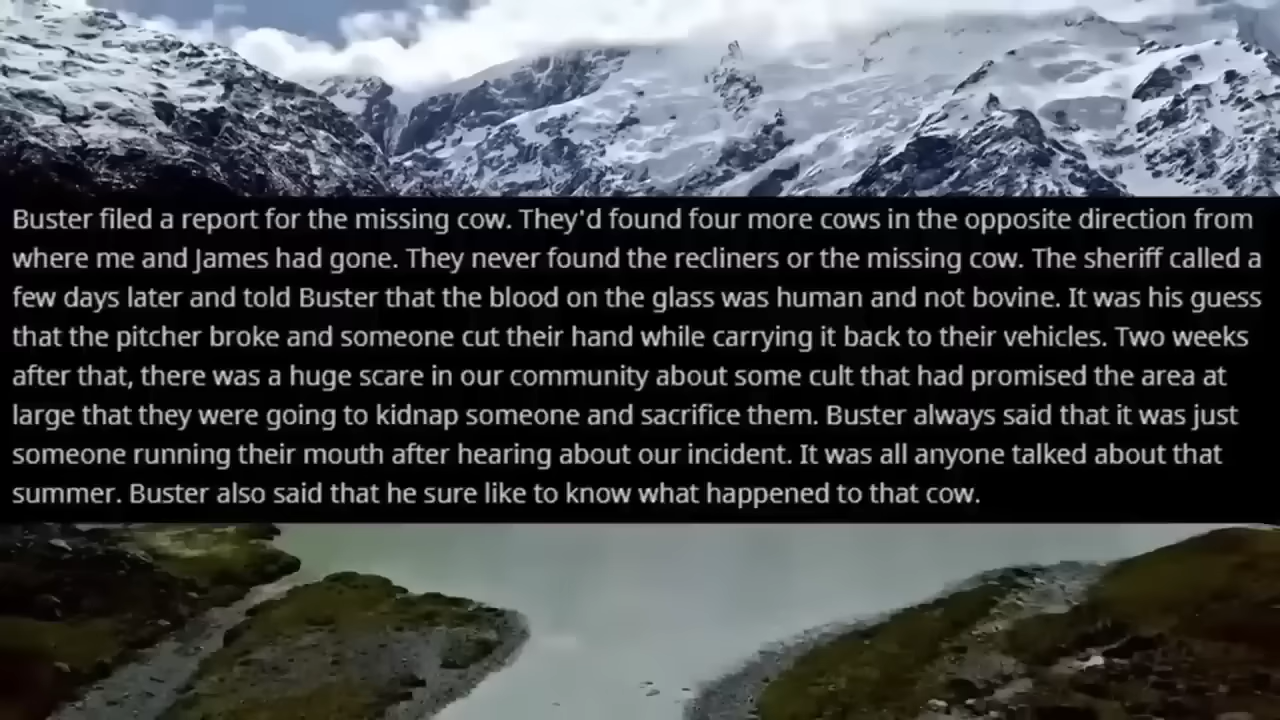 Buster filed a report for the missing cow. They'd found four more cows in the opposite direction from
where me and James had gone. They never found the recliners or the missing cow. The sheriff called a
few days later and told Buster that the blood on the glass was human and not bovine. It was his guess
that the pitcher broke and someone cut their hand while carrying it back to their vehicles. Two weeks
after that, there was a huge scare in our community about some cult that had promised the area at
large that they were going to kidnap someone and sacrifice them. Buster always said that it was just
someone running their mouth after hearing about our incident. It was all anyone talked about that
summer. Buster also said that he sure like to know what happened to that cow.